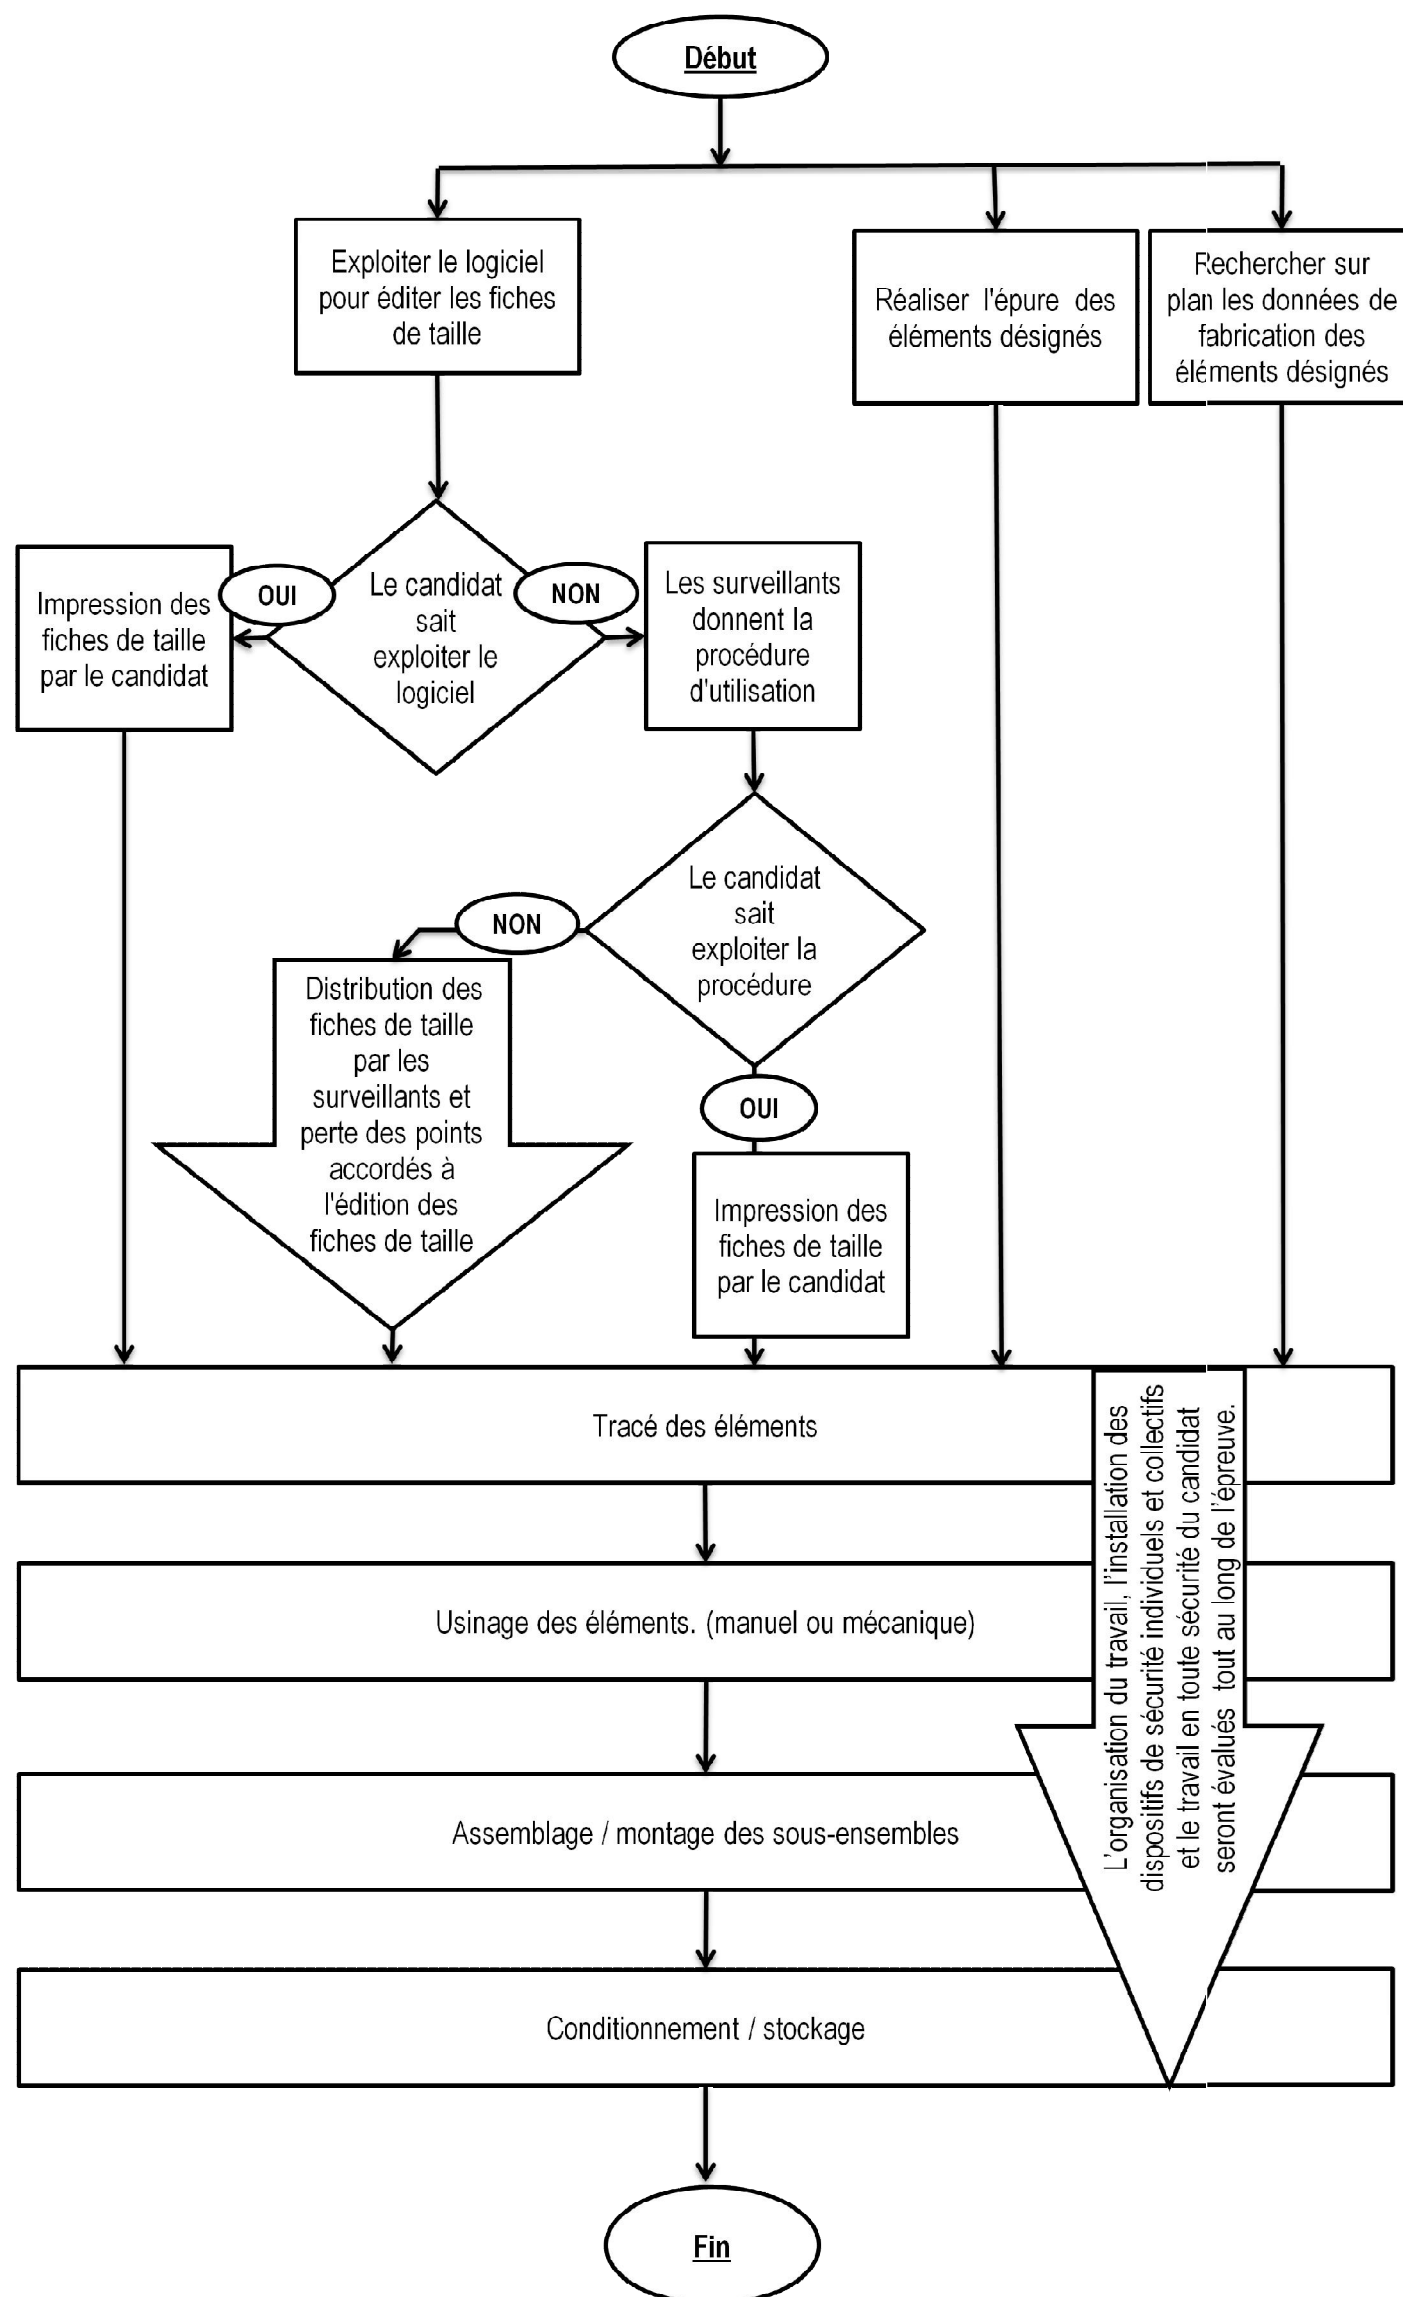 Début
Exploiter le logiciel
pour éditer les fiches
de taille
Réaliser l'épure des
éléments désignés
Rechercher sur
plan les données de
fabrication des
éléments désignés
Impression des
fiches de taille
par le candidat
OUI
Le candidat
sait
exploiter le
logiciel
NON
Les surveillants
donnent la
procédure
d'utilisation
Le candidat
sait
exploiter la
procédure
NON
Distribution des
fiches de taille
par les
surveillants et
perte des points
accordés à
l'édition des
fiches de taille
OUI
Impression des
fiches de taille
par le candidat
Tracé des éléments
Usinage des éléments. (manuel ou mécanique)
Assemblage / montage des sous-ensembles
Conditionnement / stockage
L'organisation du travail, l'installation des
dispositifs de sécurité individuels et collectifs
et le travail en toute sécurité du candidat
seront évalués tout au long de l'épreuve.
Fin